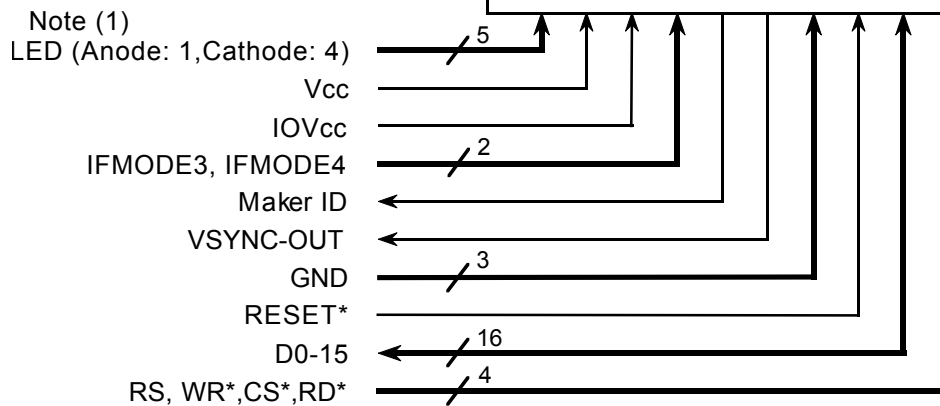 Note (1)
LED (Anode: 1,Cathode: 4) 5
Vcc
IOVcc
IFMODE3, IFMODE4 2
Maker ID
VSYNC-OUT
GND 3
RESET*
D0-15 16
RS, WR*,CS*,RD* 4